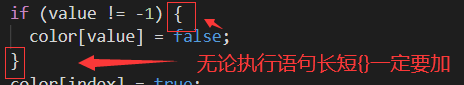 if (value != -1) {
color[value] = false;
}
无论执行语句长短{}一定要加
color[index] = true;